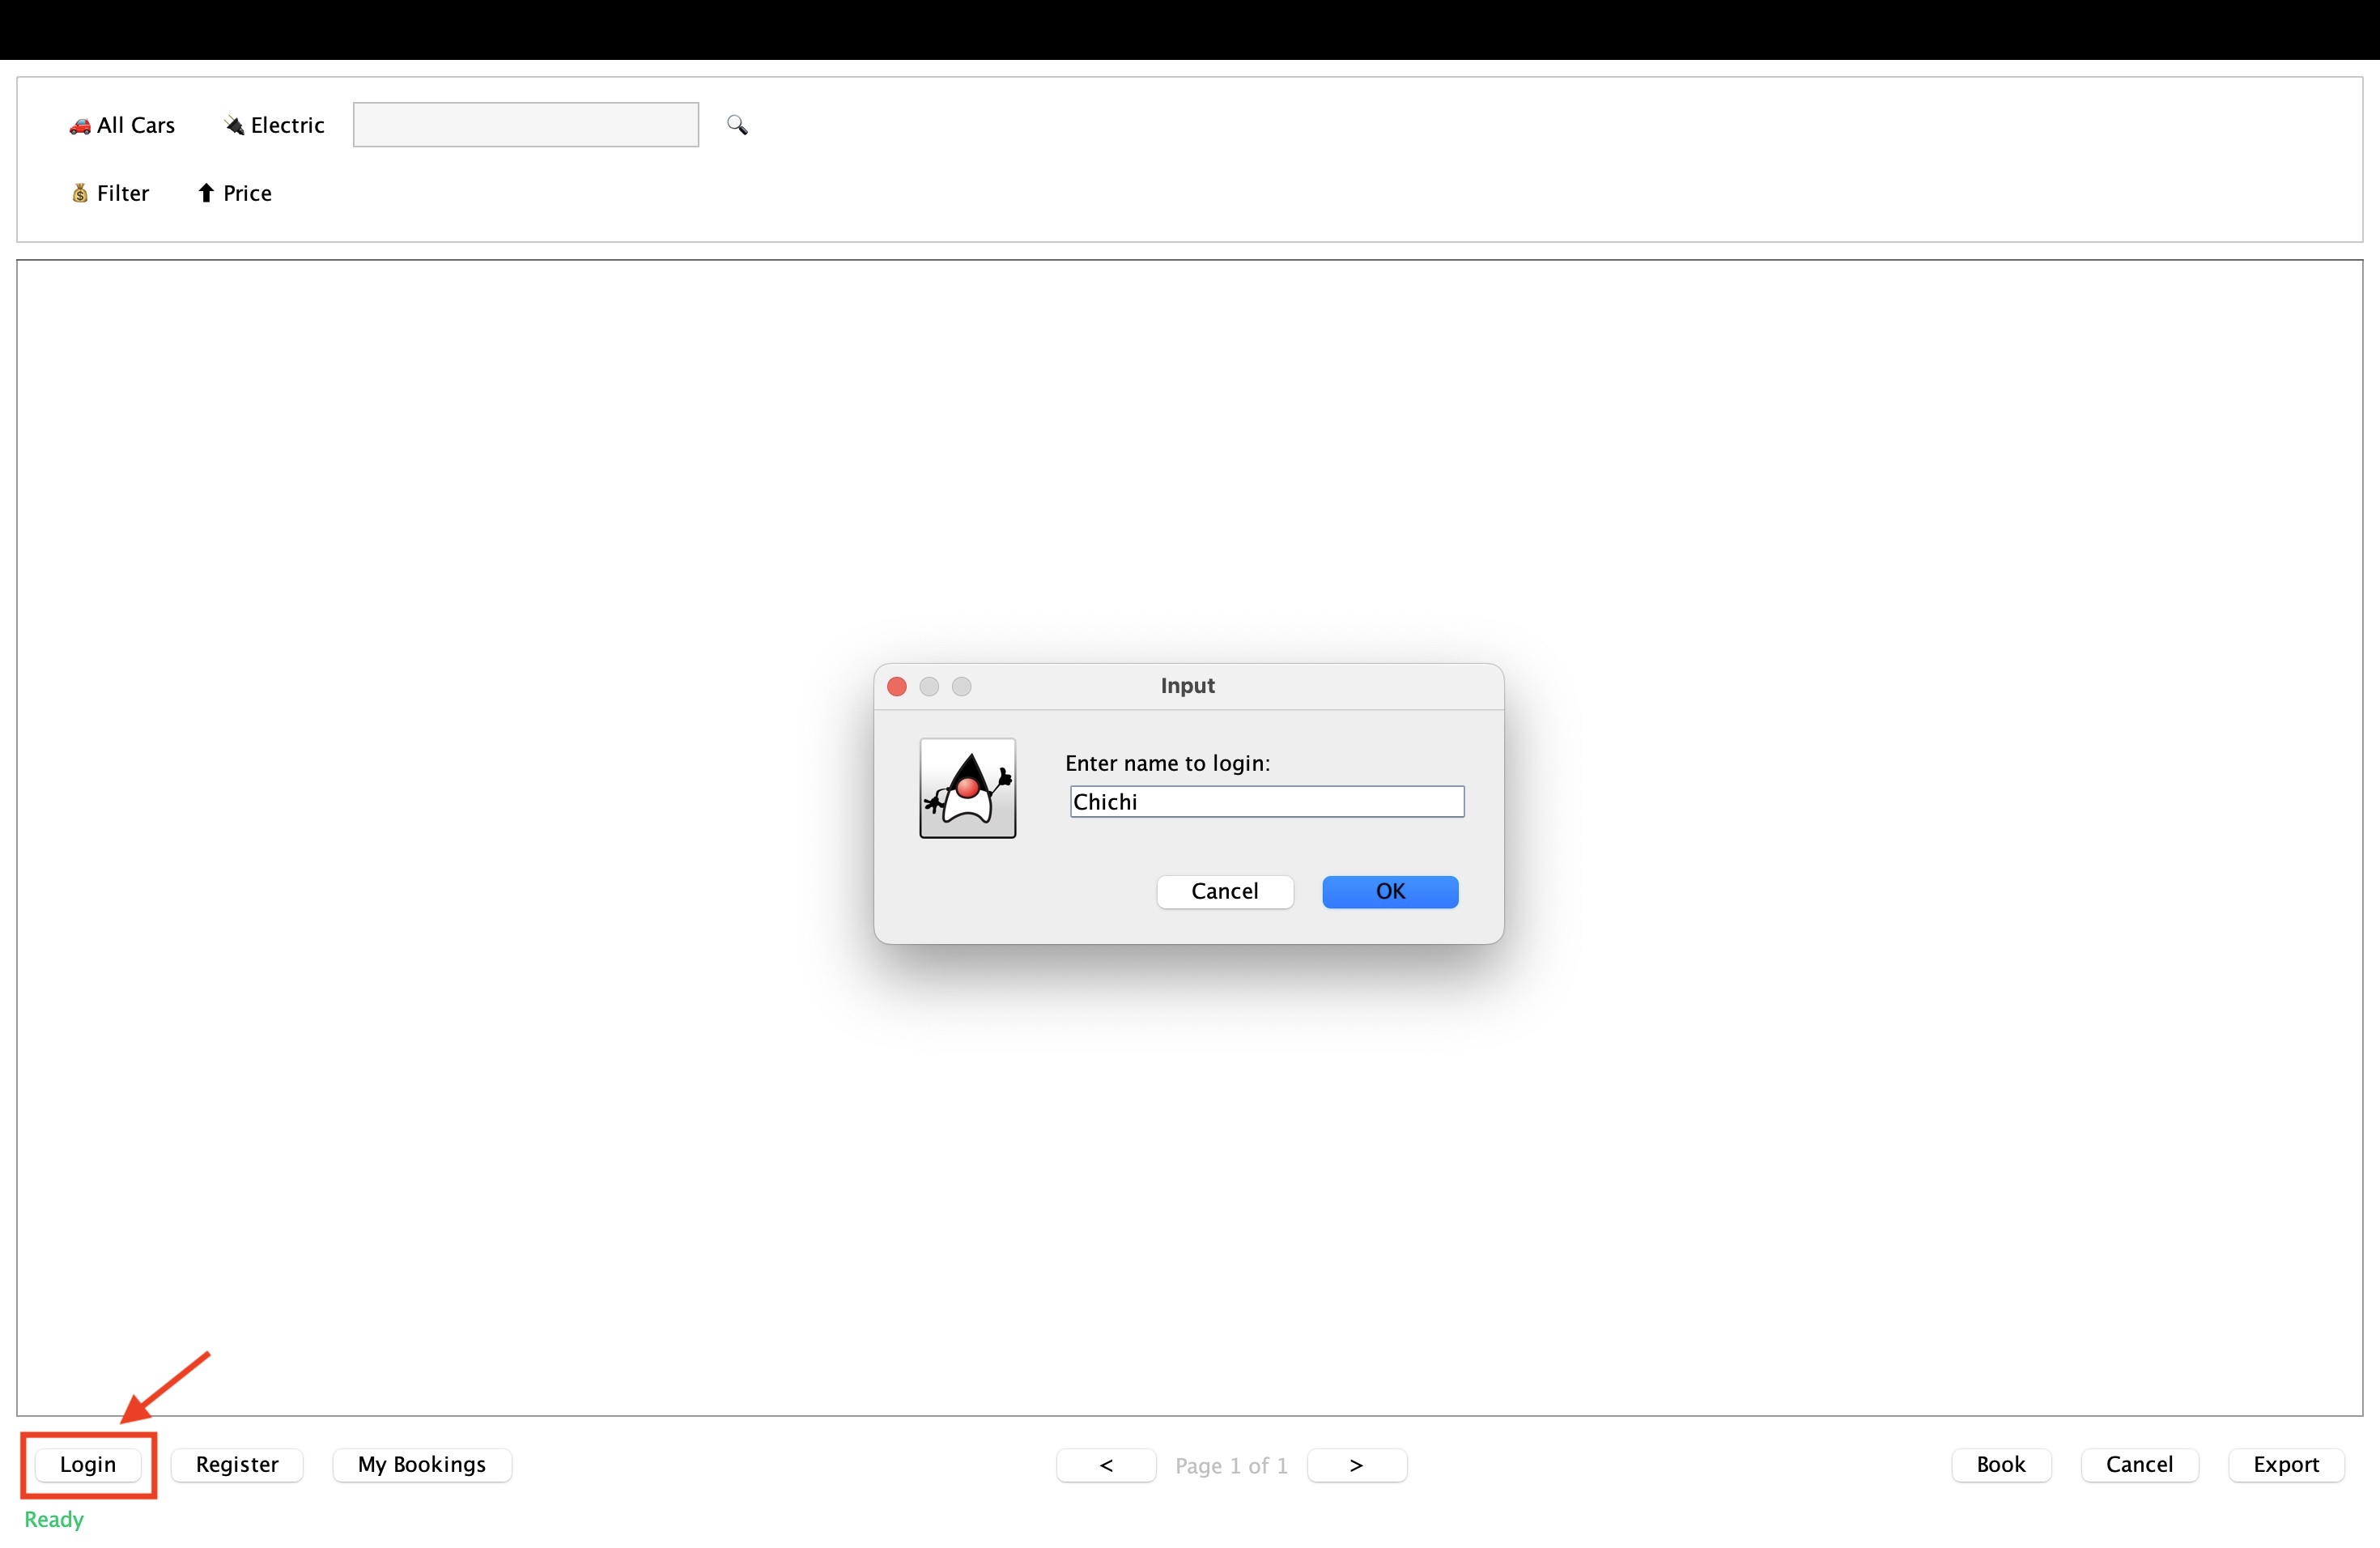 All Cars Electric
Filter Price
Input
Enter name to login:
Chichi
Cancel OK
Login Register My Bookings < Page 1 of 1 > Book Cancel Export
Ready